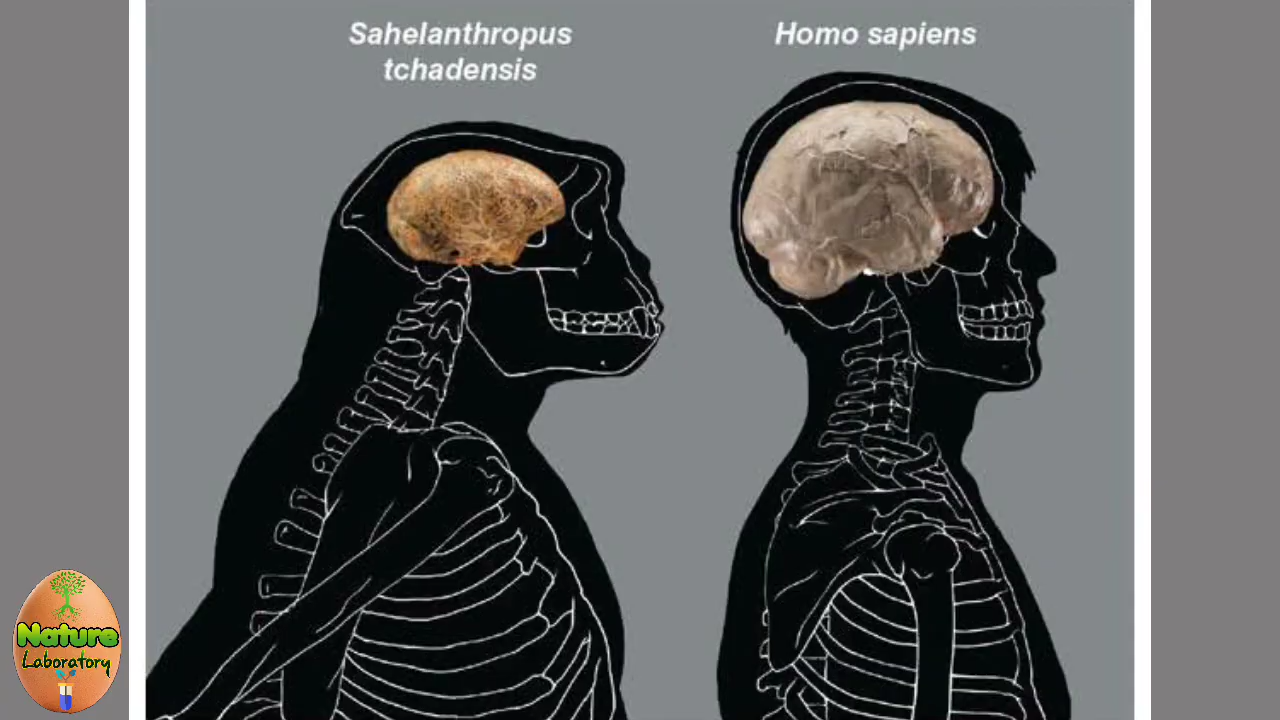 Sahelanthropus
tchadensis
Homo sapiens
Nature
Laboratory